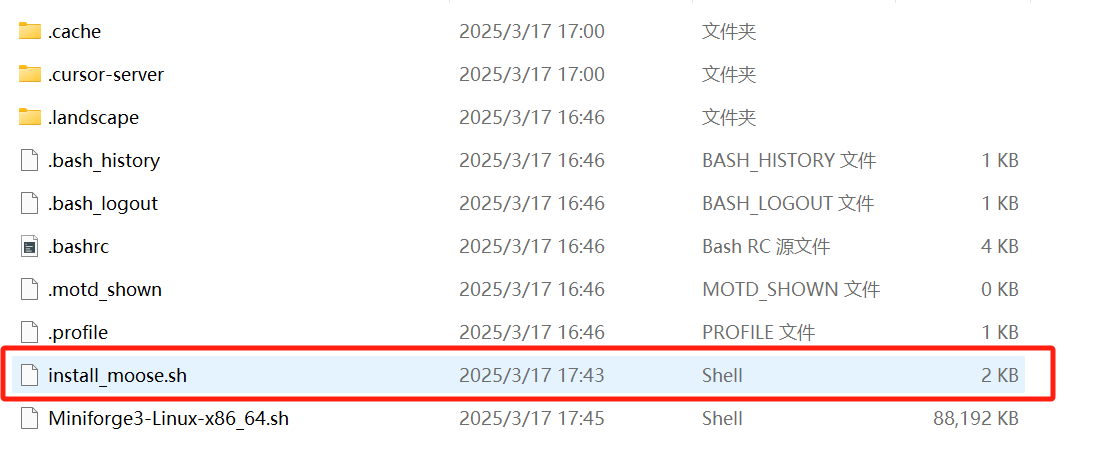 .cache 2025/3/17 17:00 文件夹
.cursor-server 2025/3/17 17:00 文件夹
.landscape 2025/3/17 16:46 文件夹
.bash_history 2025/3/17 16:46 BASH_HISTORY 文件 1 KB
.bash_logout 2025/3/17 16:46 BASH_LOGOUT 文件 1 KB
.bashrc 2025/3/17 16:46 Bash RC 源文件 4 KB
.motd_shown 2025/3/17 16:46 MOTD_SHOWN 文件 0 KB
.profile 2025/3/17 16:46 PROFILE 文件 1 KB
install_moose.sh 2025/3/17 17:43 Shell 2 KB
Miniforge3-Linux-x86_64.sh 2025/3/17 17:45 Shell 88,192 KB